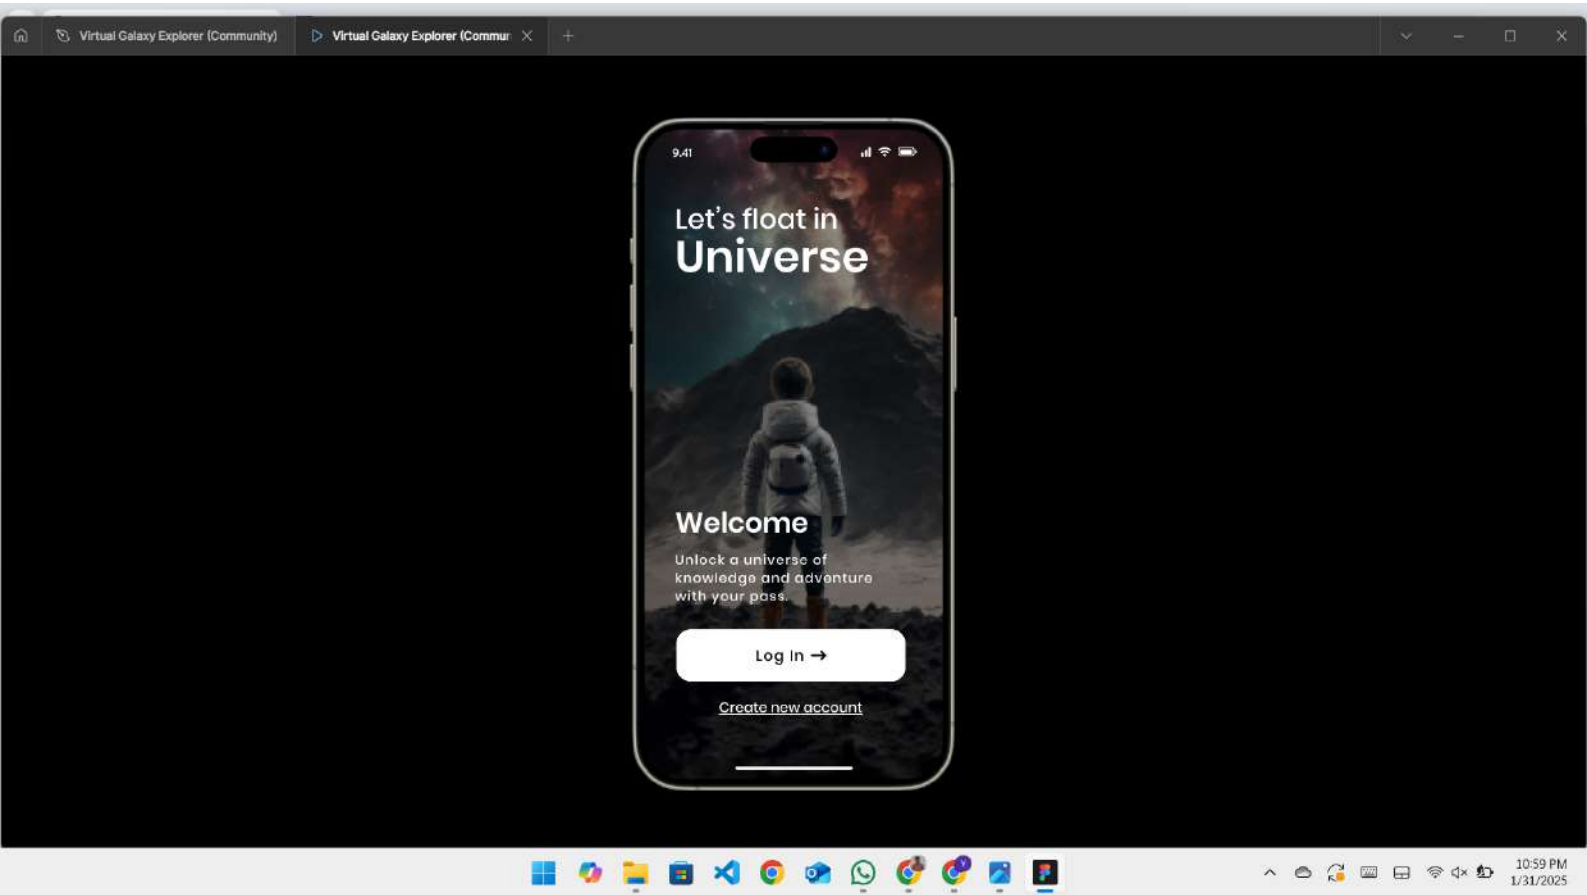 Virtual Galaxy Explorer (Community)
Virtual Galaxy Explorer (Commur
9.41
Let's float in
Universe
Welcome
Unlock a universe of
knowledge and adventure
with your pass.
Log In →
Create new account
10:59 PM
1/31/2025